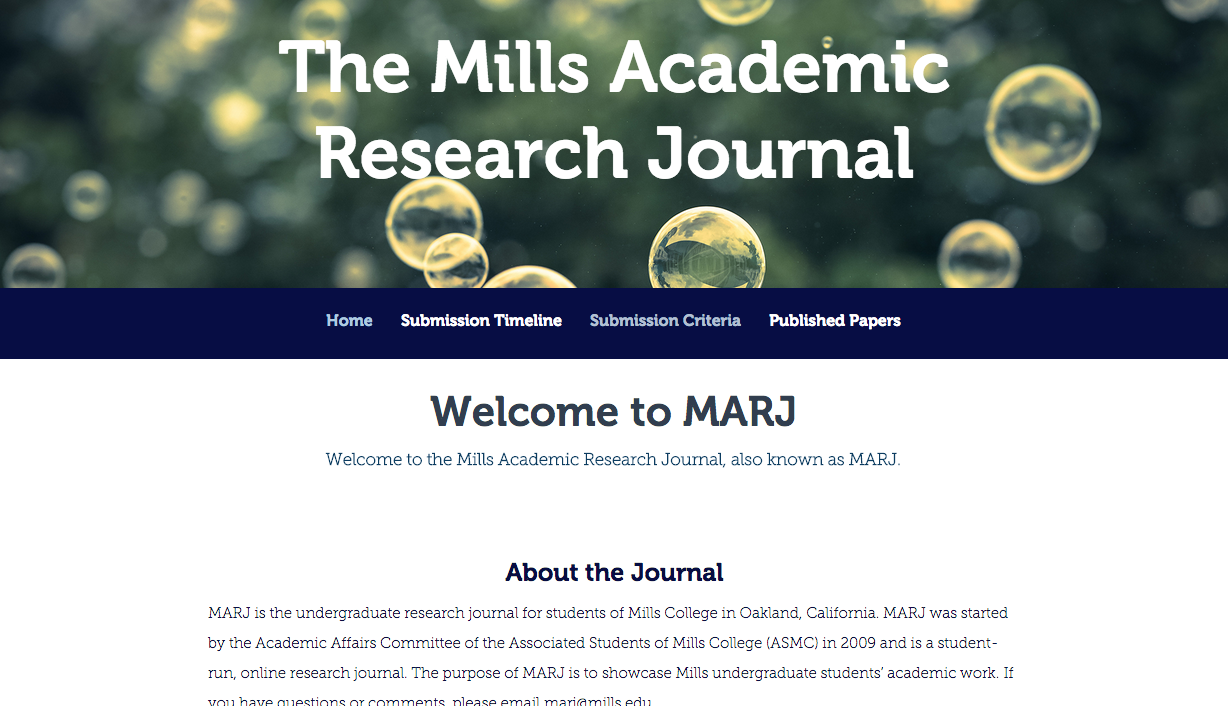 The Mills Academic
Research Journal
Home Submission Timeline Submission Criteria Published Papers
Welcome to MARJ
Welcome to the Mills Academic Research Journal, also known as MARJ.
About the Journal
MARJ is the undergraduate research journal for students of Mills College in Oakland, California. MARJ was started
by the Academic Affairs Committee of the Associated Students of Mills College (ASMC) in 2009 and is a student-
run, online research journal. The purpose of MARJ is to showcase Mills undergraduate students’ academic work. If
you have questions or comments, please email marj@mills.edu